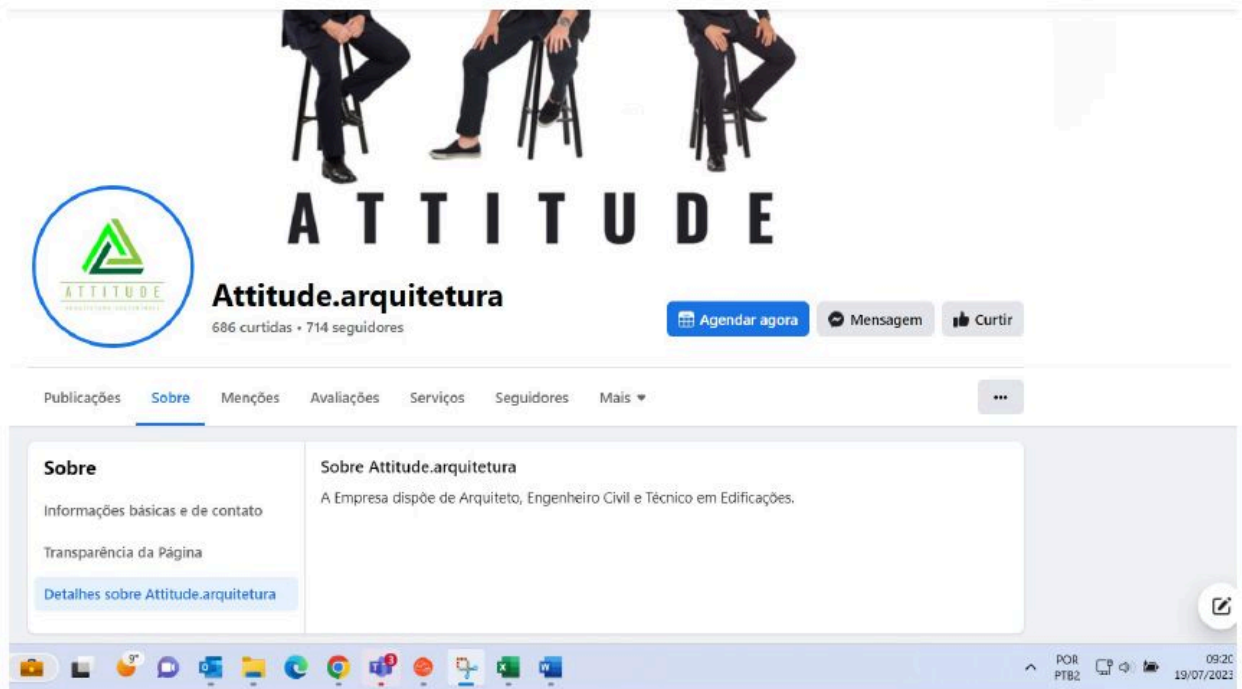 ATTITUDE
ATTITUDE
Attitude.arquitetura
686 curtidas • 714 seguidores
Agendar agora
Mensagem
Curtir
Publicações Sobre Menções Avaliações Serviços Seguidores Mais
Sobre
Informações básicas e de contato
Transparência da Página
Detalhes sobre Attitude.arquitetura
Sobre Attitude.arquitetura
A Empresa dispõe de Arquiteto, Engenheiro Civil e Técnico em Edificações.
9°
3
POR
PTB2
09:20
19/07/2023